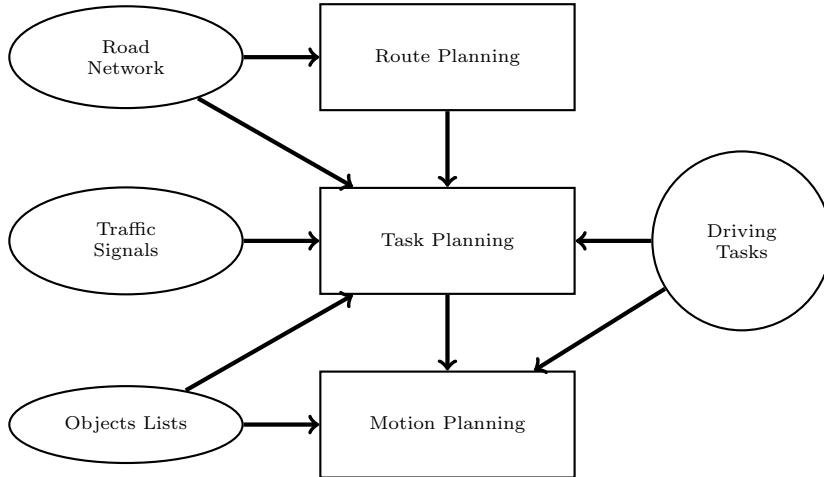 Road
Network
Route Planning
Traffic
Signals
Task Planning
Driving
Tasks
Objects Lists
Motion Planning